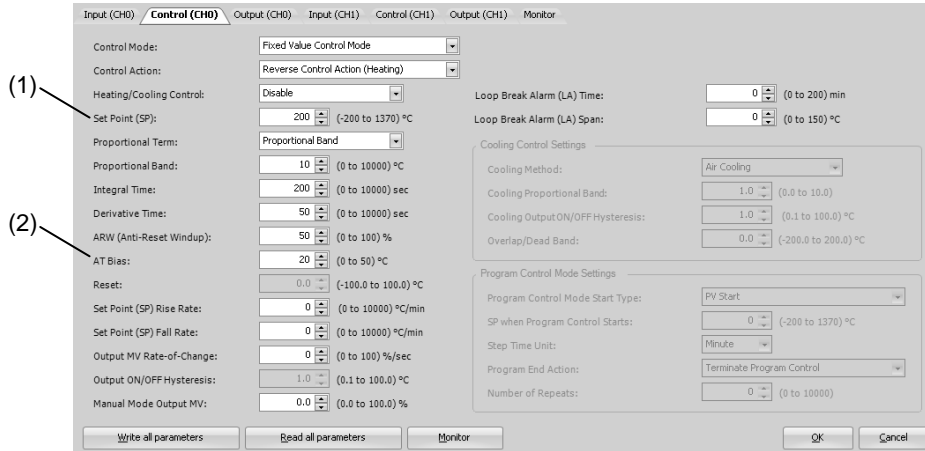 Input (CH0) Control (CH0) Output (CH0) Input (CH1) Control (CH1) Output (CH1) Monitor
Control Mode: Fixed Value Control Mode
Control Action: Reverse Control Action (Heating)
(1)
Heating/Cooling Control: Disable
Set Point (SP): 200 (-200 to 1370) °C
Proportional Term: Proportional Band
Proportional Band: 10 (0 to 10000) °C
Integral Time: 200 (0 to 10000) sec
Derivative Time: 50 (0 to 10000) sec
(2)
ARW (Anti-Reset Windup): 50 (0 to 100) %
AT Bias: 20 (0 to 50) °C
Reset: 0.0 (-100.0 to 100.0) °C
Set Point (SP) Rise Rate: 0 (0 to 10000) °C/min
Set Point (SP) Fall Rate: 0 (0 to 10000) °C/min
Output MV Rate-of-Change: 0 (0 to 100) %/sec
Output ON/OFF Hysteresis: 1.0 (0.1 to 100.0) °C
Manual Mode Output MV: 0.0 (0.0 to 100.0) %
Loop Break Alarm (LA) Time: 0 (0 to 200) min
Loop Break Alarm (LA) Span: 0 (0 to 150) °C
Cooling Control Settings
Cooling Method: Air Cooling
Cooling Proportional Band: 1.0 (0.0 to 10.0)
Cooling Output ON/OFF Hysteresis: 1.0 (0.1 to 100.0) °C
Overlap/Dead Band: 0.0 (-200.0 to 200.0) °C
Program Control Mode Settings
Program Control Mode Start Type: PV Start
SP when Program Control Starts: 0 (-200 to 1370) °C
Step Time Unit: Minute
Program End Action: Terminate Program Control
Number of Repeats: 0 (0 to 10000)
Write all parameters Read all parameters Monitor OK Cancel